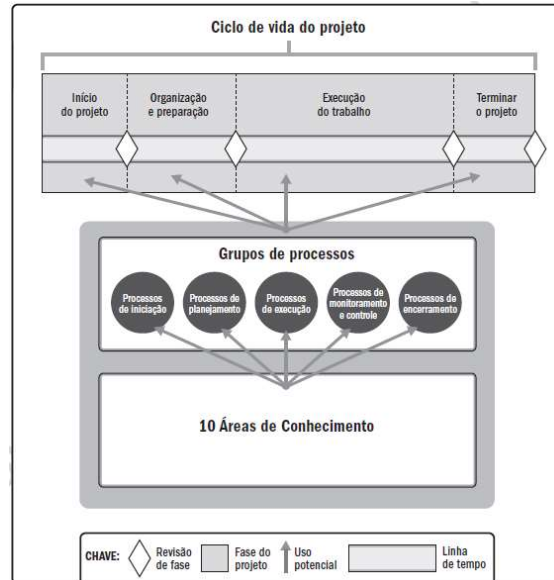 Ciclo de vida do projeto
Início
do projeto
Organização
e preparação
Execução
do trabalho
Terminar
o projeto
Grupos de processos
Processos
de iniciação
Processos de
planejamento
Processos
de execução
Processos de
monitoramento
e controle
Processos de
encerramento
10 Áreas de Conhecimento
CHAVE:
Revisão
de fase
Fase do
projeto
Uso
potencial
Linha
de tempo